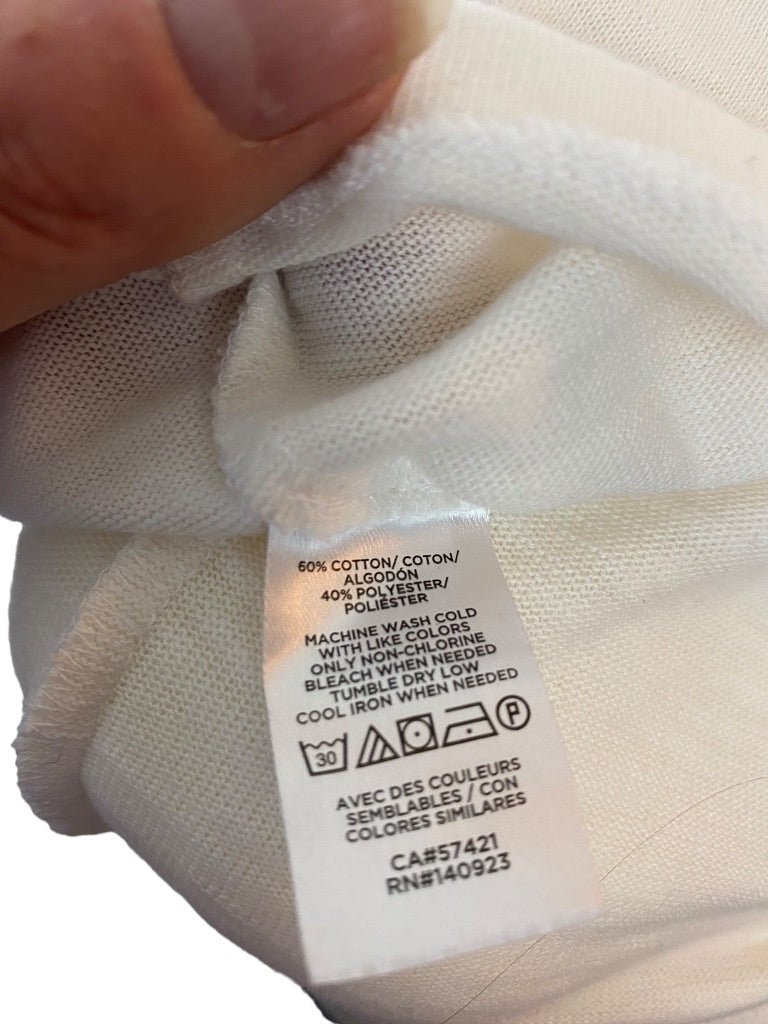 60% COTTON/ COTON/
ALGODÓN
40% POLYESTER/
POLIÉSTER
MACHINE WASH COLD
WITH LIKE COLORS
ONLY NON-CHLORINE
BLEACH WHEN NEEDED
TUMBLE DRY LOW
COOL IRON WHEN NEEDED
30 P
AVEC DES COULEURS
SEMBLABLES / CON
COLORES SIMILARES
CA#57421
RN#140923